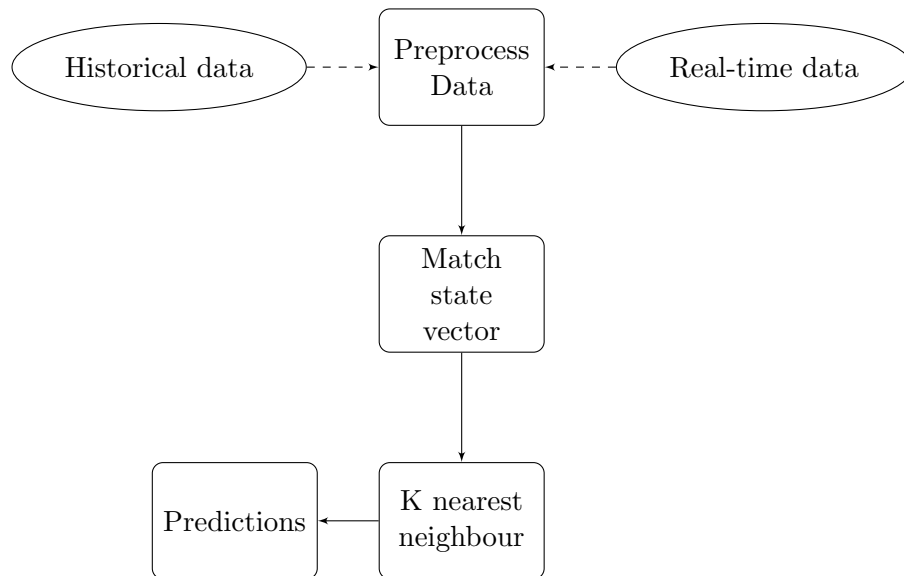 Historical data
Preprocess
Data
Real-time data
Match
state
vector
Predictions
K nearest
neighbour